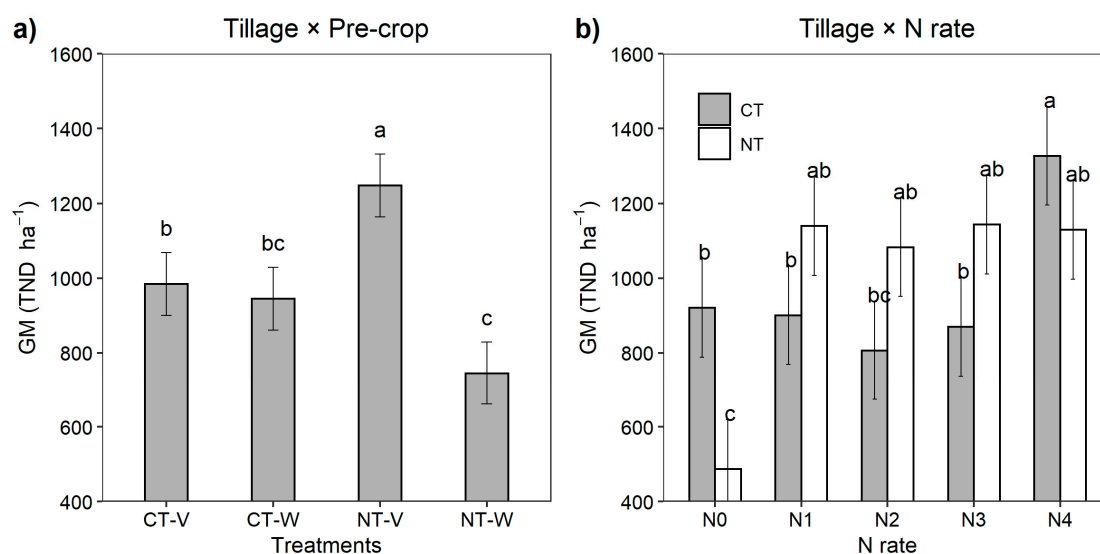 a)
Tillage × Pre-crop
GM (TND ha⁻¹)
1600
1400
1200
1000
800
600
400
b
bc
a
c
CT-V
CT-W
NT-V
NT-W
Treatments
b)
Tillage × N rate
GM (TND ha⁻¹)
1600
1400
1200
1000
800
600
400
CT
NT
b
c
b
ab
bc
ab
b
ab
a
ab
N0
N1
N2
N3
N4
N rate